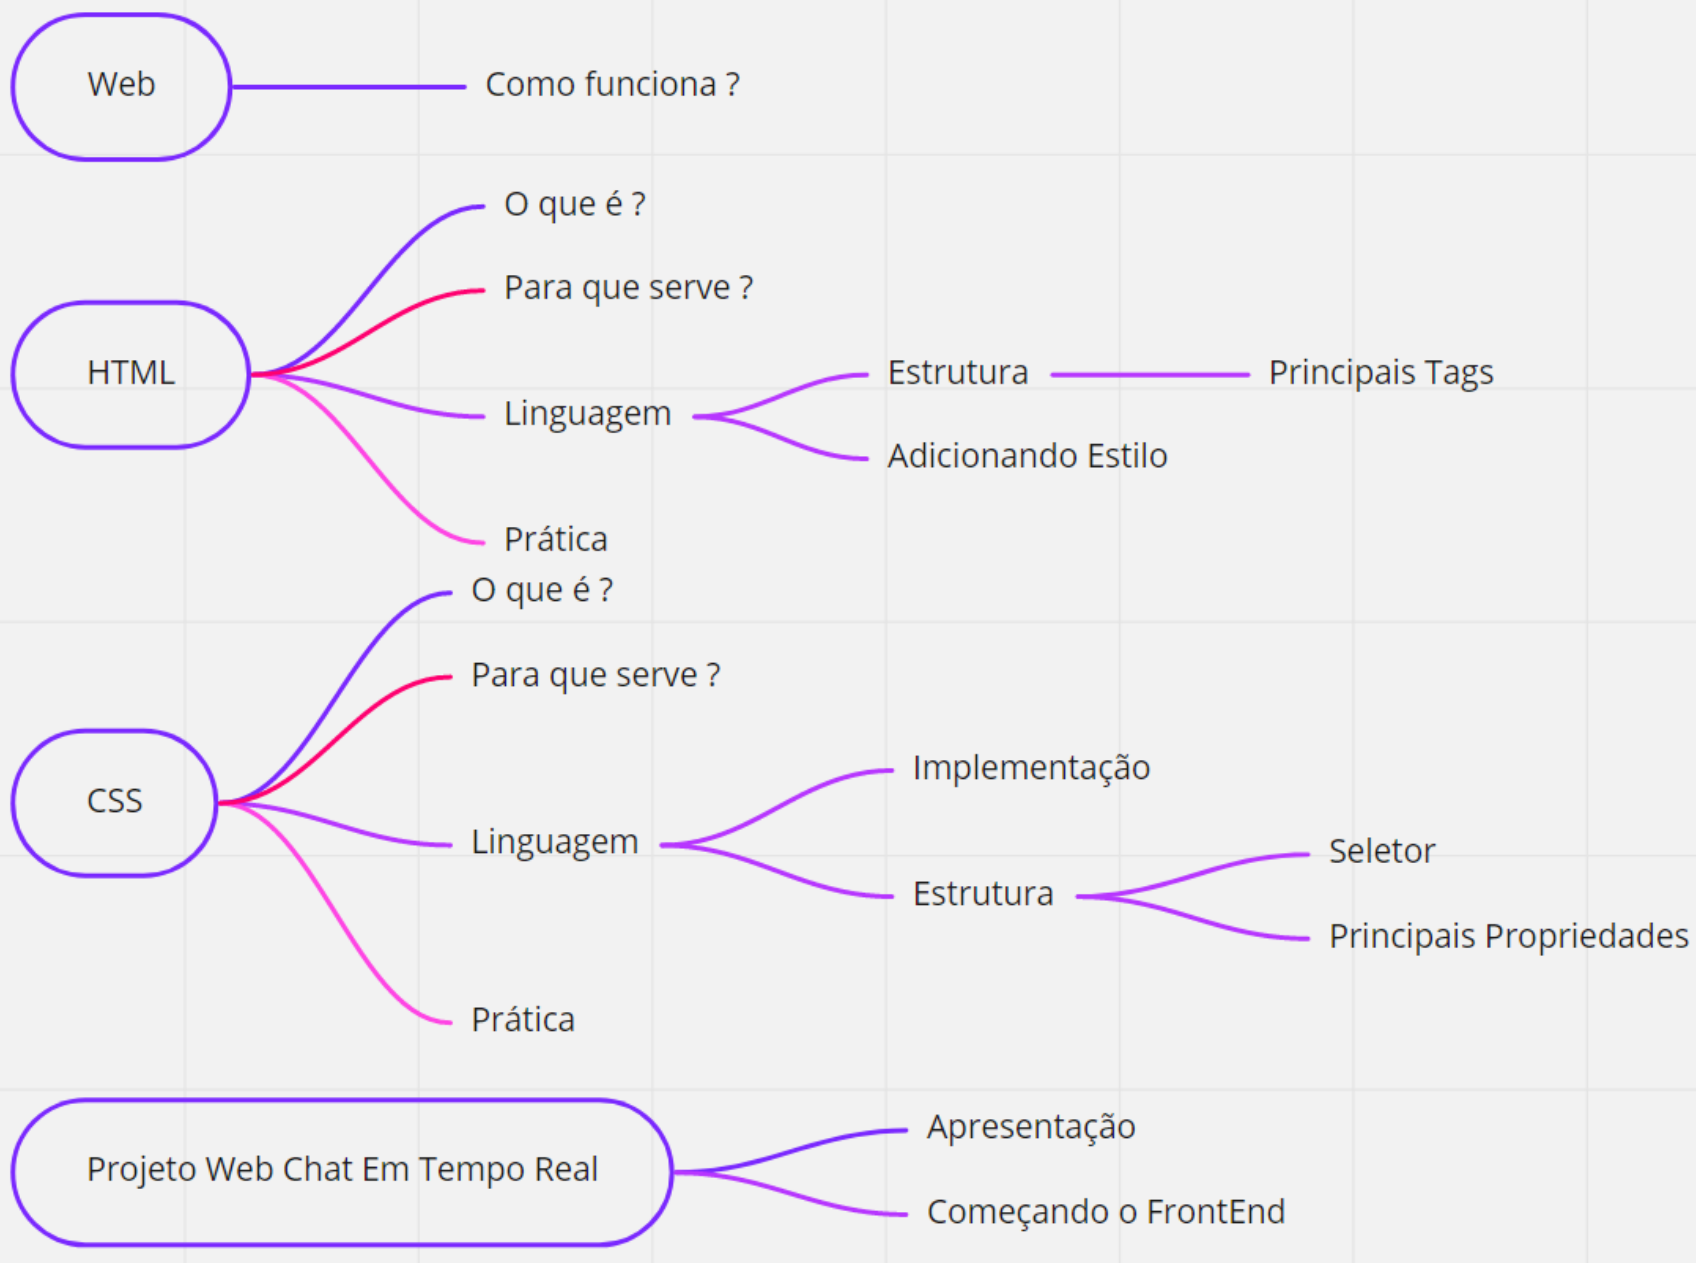 Web
Como funciona ?
HTML
O que é ?
Para que serve ?
Linguagem
Estrutura
Principais Tags
Adicionando Estilo
Prática
CSS
O que é ?
Para que serve ?
Linguagem
Implementação
Estrutura
Seletor
Principais Propriedades
Prática
Projeto Web Chat Em Tempo Real
Apresentação
Começando o FrontEnd